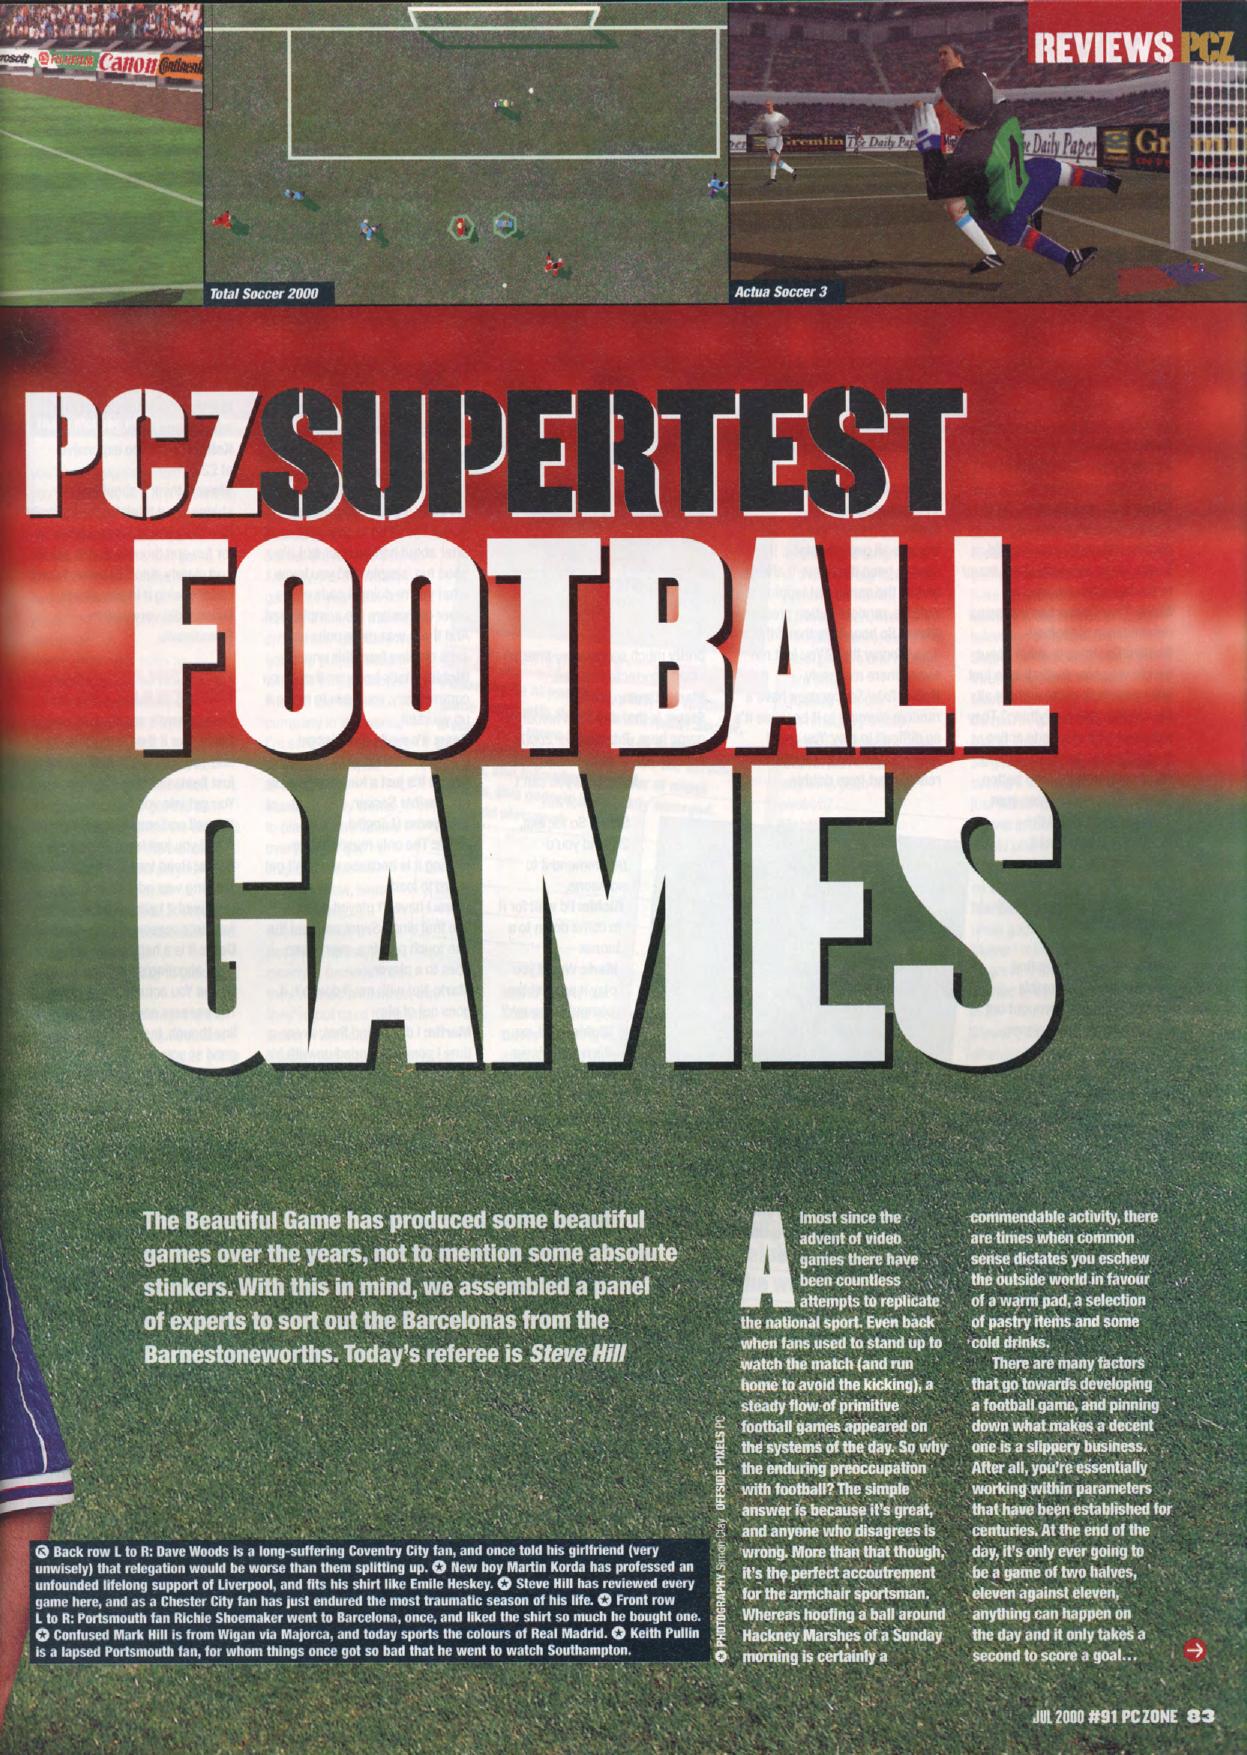 REVIEWS PCZ
Canon
Continental
Gremlin
The Daily Paper
The Daily Paper
Total Soccer 2000
Actua Soccer 3
1
PCZSUPERTEST
FOOTBALL
GAMES
The Beautiful Game has produced some beautiful
games over the years, not to mention some absolute
stinkers. With this in mind, we assembled a panel
of experts to sort out the Barcelonas from the
Barnestoneworths. Today's referee is Steve Hill
Almost since the
advent of video
games there have
been countless
attempts to replicate
the national sport. Even back
when fans used to stand up to
watch the match (and run
home to avoid the kicking), a
steady flow of primitive
football games appeared on
the systems of the day. So why
the enduring preoccupation
with football? The simple
answer is because it's great,
and anyone who disagrees is
wrong. More than that though,
it's the perfect accoutrement
for the armchair sportsman.
Whereas hoofing a ball around
Hackney Marshes of a Sunday
morning is certainly a
commendable activity, there
are times when common
sense dictates you eschew
the outside world in favour
of a warm pad, a selection
of pastry items and some
cold drinks.
There are many factors
that go towards developing
a football game, and pinning
down what makes a decent
one is a slippery business.
After all, you're essentially
working within parameters
that have been established for
centuries. At the end of the
day, it's only ever going to
be a game of two halves,
eleven against eleven,
anything can happen on
the day and it only takes a
second to score a goal...
PHOTOGRAPHY Simon Clay OFFSIDE PIXELS PC
Back row L to R: Dave Woods is a long-suffering Coventry City fan, and once told his girlfriend (very
unwisely) that relegation would be worse than them splitting up. ✪ New boy Martin Korda has professed an
unfounded lifelong support of Liverpool, and fits his shirt like Emile Heskey. ✪ Steve Hill has reviewed every
game here, and as a Chester City fan has just endured the most traumatic season of his life. ✪ Front row
L to R: Portsmouth fan Richie Shoemaker went to Barcelona, once, and liked the shirt so much he bought one.
✪ Confused Mark Hill is from Wigan via Majorca, and today sports the colours of Real Madrid. ✪ Keith Pullin
is a lapsed Portsmouth fan, for whom things once got so bad that he went to watch Southampton.
JUL 2000 #91 PC ZONE 83